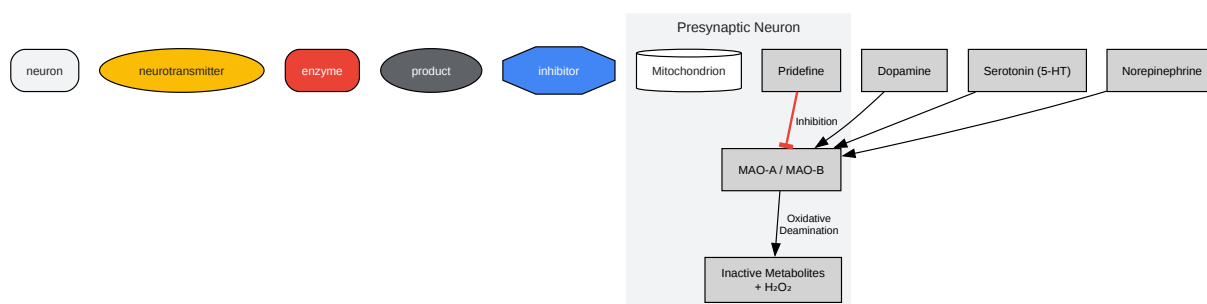 Presynaptic Neuron
neuron
neurotransmitter
enzyme
product
inhibitor
Mitochondrion
Pridefine
Dopamine
Serotonin (5-HT)
Norepinephrine
Inhibition
MAO-A / MAO-B
Oxidative
Deamination
Inactive Metabolites
+ H₂O₂